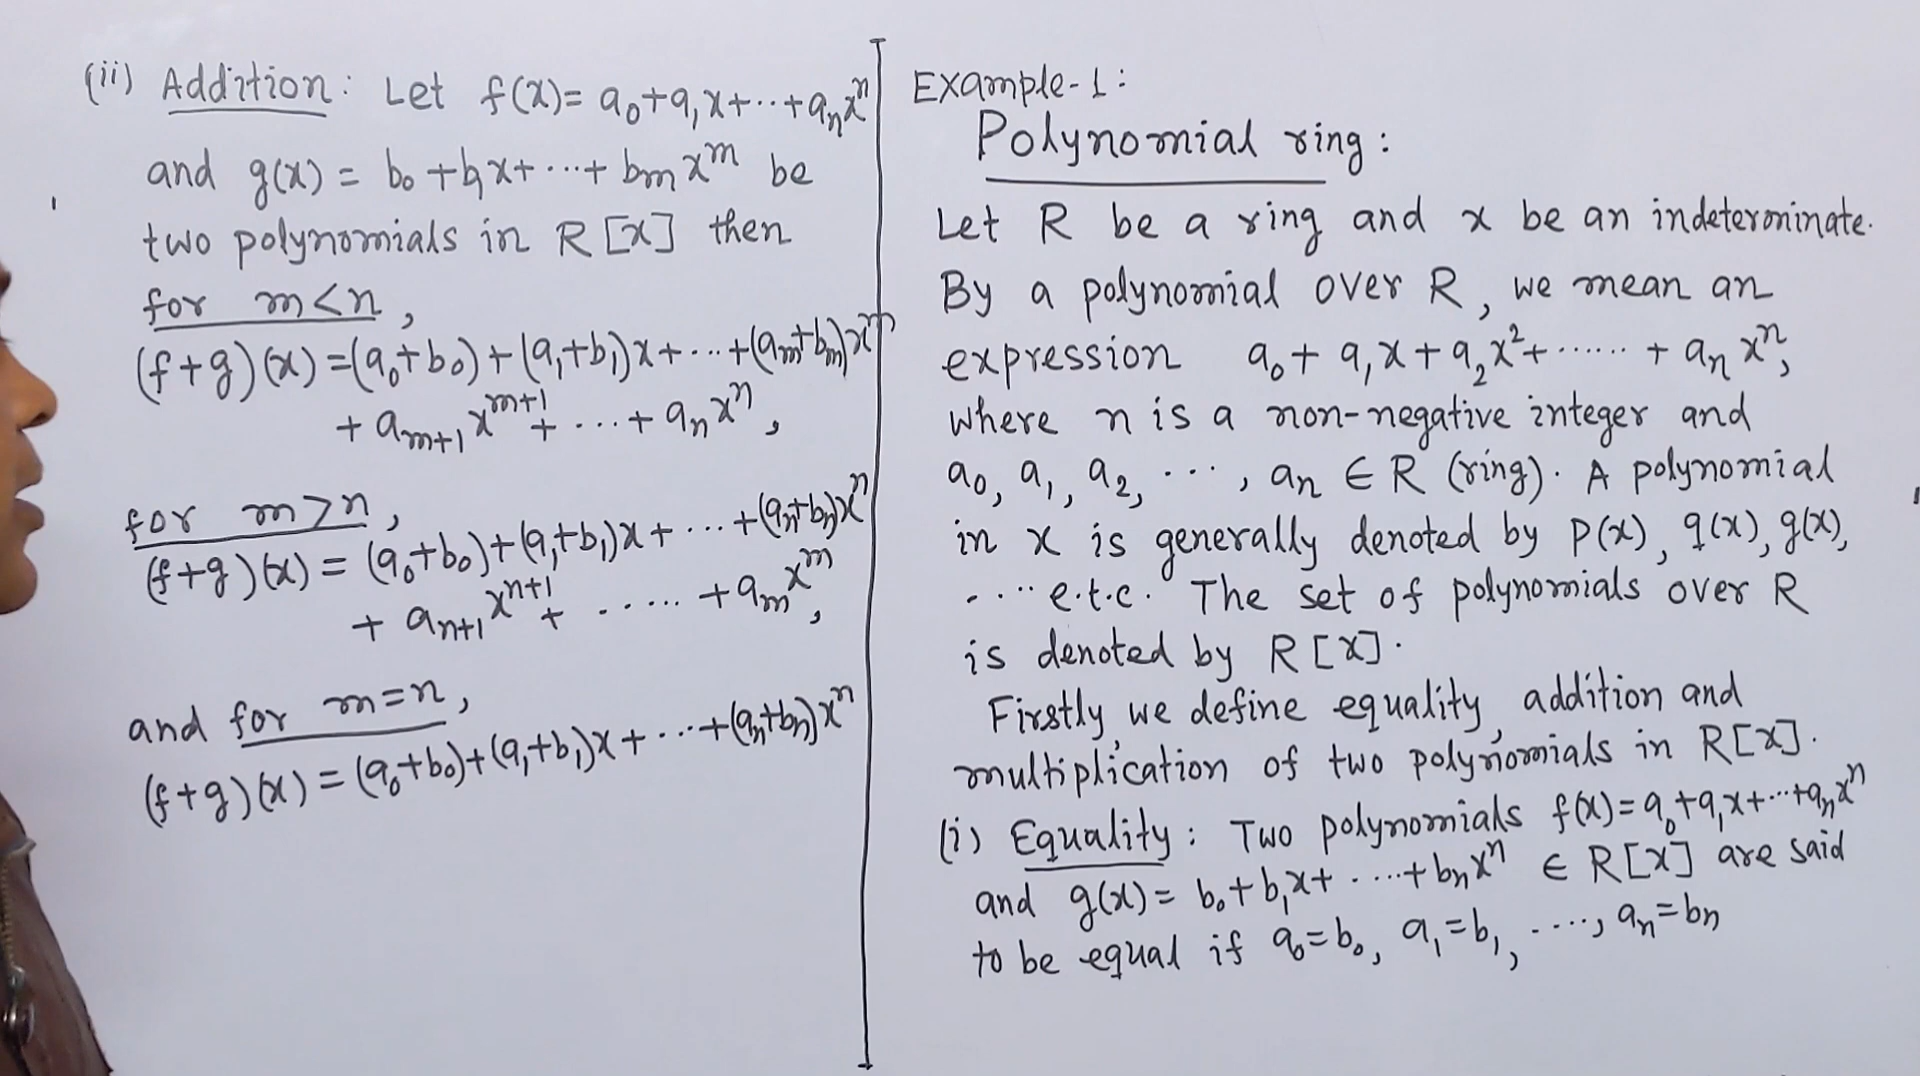 Example-1:
Polynomial ring:
Let R be a ring and x be an indeterminate.
By a polynomial over R, we mean an
expression a₀ + a₁x + a₂x² + ...... + aₙxⁿ,
where n is a non-negative integer and
a₀, a₁, a₂, ..., aₙ ∈ R (ring). A polynomial
in x is generally denoted by p(x), q(x), g(x),
.... e.t.c. The set of polynomials over R
is denoted by R[x].
Firstly, we define equality, addition and
multiplication of two polynomials in R[x].
(i) Equality: Two polynomials f(x)=a₀+a₁x+...+aₙxⁿ
and g(x)= b₀+b₁x+.....+bₙxⁿ ∈ R[x] are said
to be equal if a₀=b₀, a₁=b₁, ...., aₙ=bₙ
(ii) Addition: Let f(x)= a₀+a₁x+...+aₙxⁿ
and g(x) = b₀+b₁x+...+ bₘxᵐ be
two polynomials in R[x] then
for m<n,
(f+g)(x)=(a₀+b₀)+(a₁+b₁)x+...+(aₘ+bₘ)xᵐ
+ aₘ₊₁xᵐ⁺¹+...+aₙxⁿ,
for m>n,
(f+g)(x) = (a₀+b₀)+(a₁+b₁)x+...+(aₙ+bₙ)xⁿ
+ aₙ₊₁xⁿ⁺¹+ ...... +aₘxᵐ,
and for m=n,
(f+g)(x)=(a₀+b₀)+(a₁+b₁)x+...+(aₙ+bₙ)xⁿ